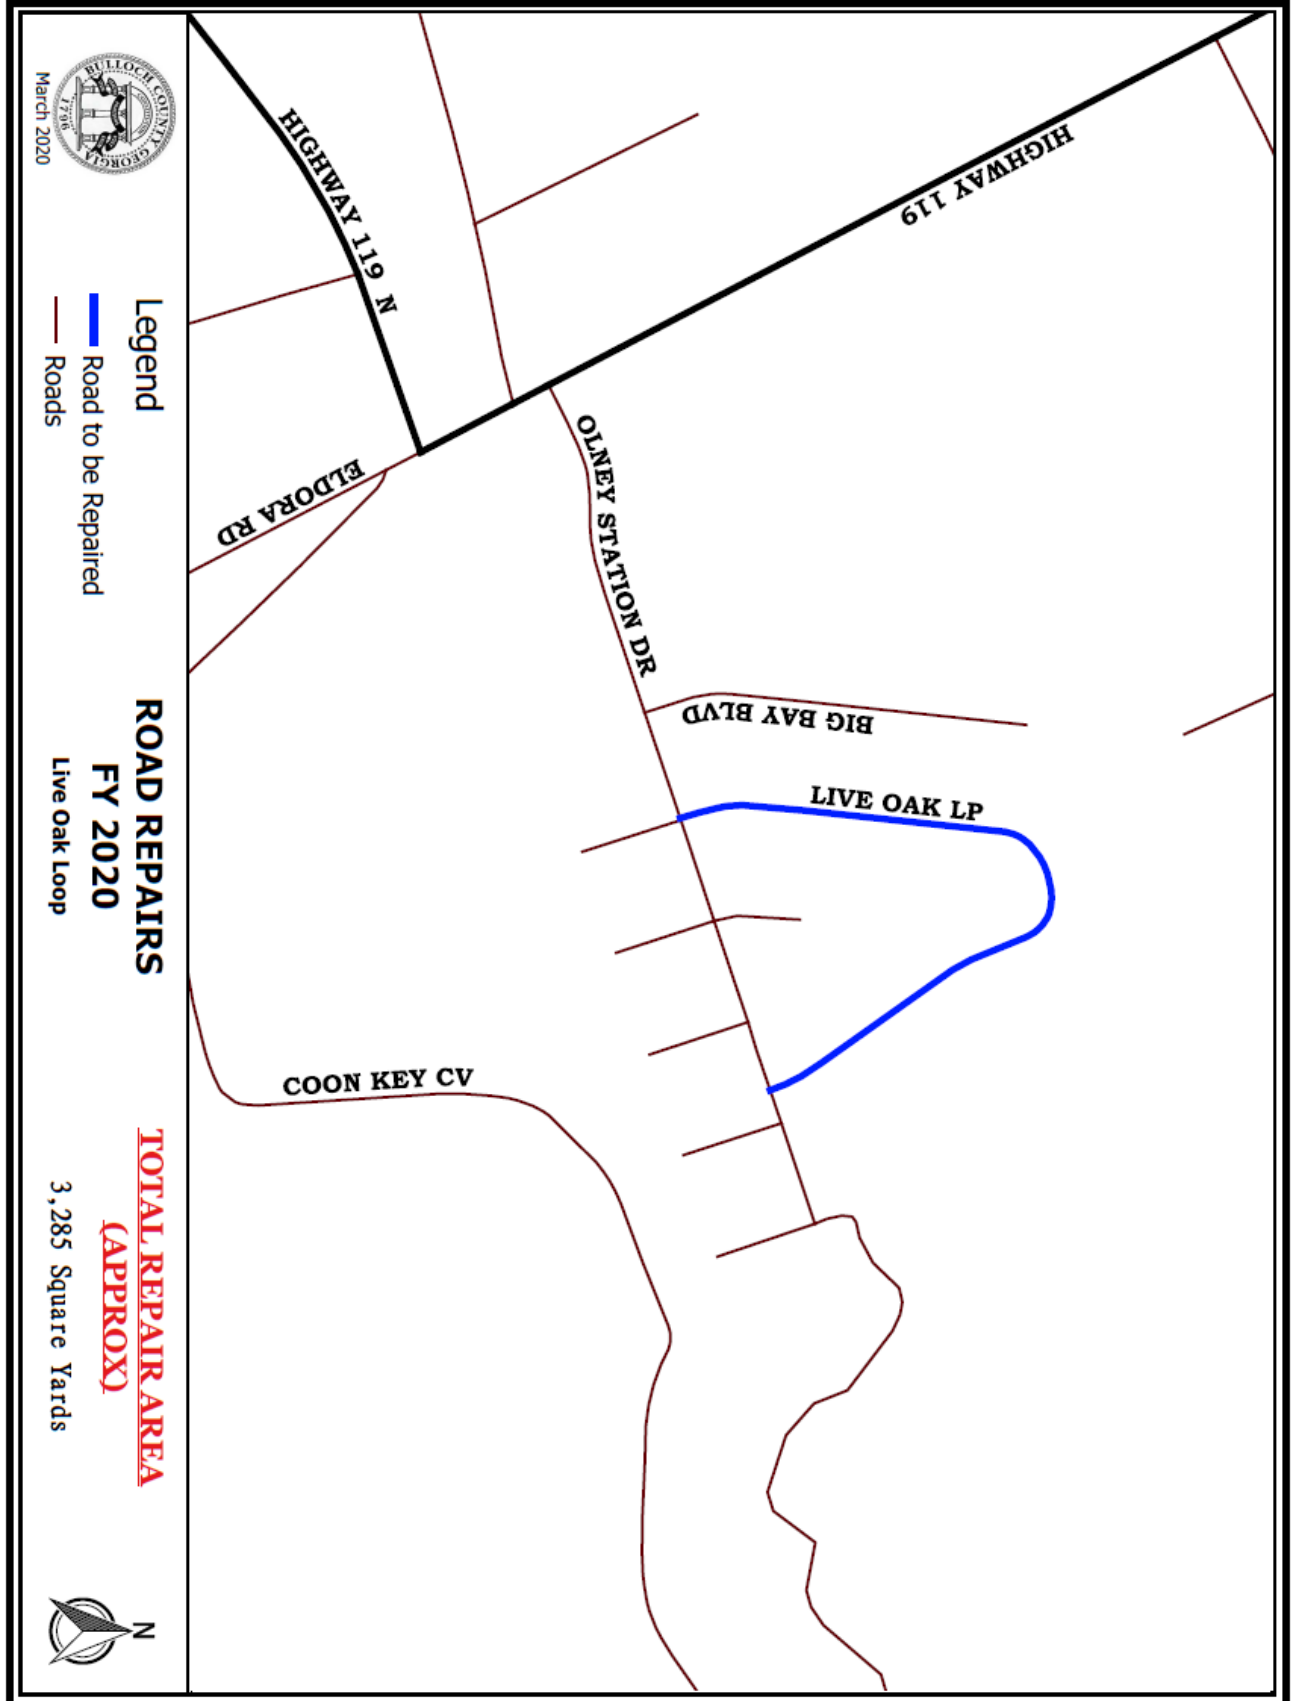 HIGHWAY 119
HIGHWAY 119 N
OLNEY STATION DR
ELDORA RD
BIG BAY BLVD
LIVE OAK LP
COON KEY CV
BULLOCH COUNTY GEORGIA
1796
March 2020
Legend
Road to be Repaired
Roads
ROAD REPAIRS
FY 2020
Live Oak Loop
TOTAL REPAIR AREA
(APPROX)
3,285 Square Yards
N